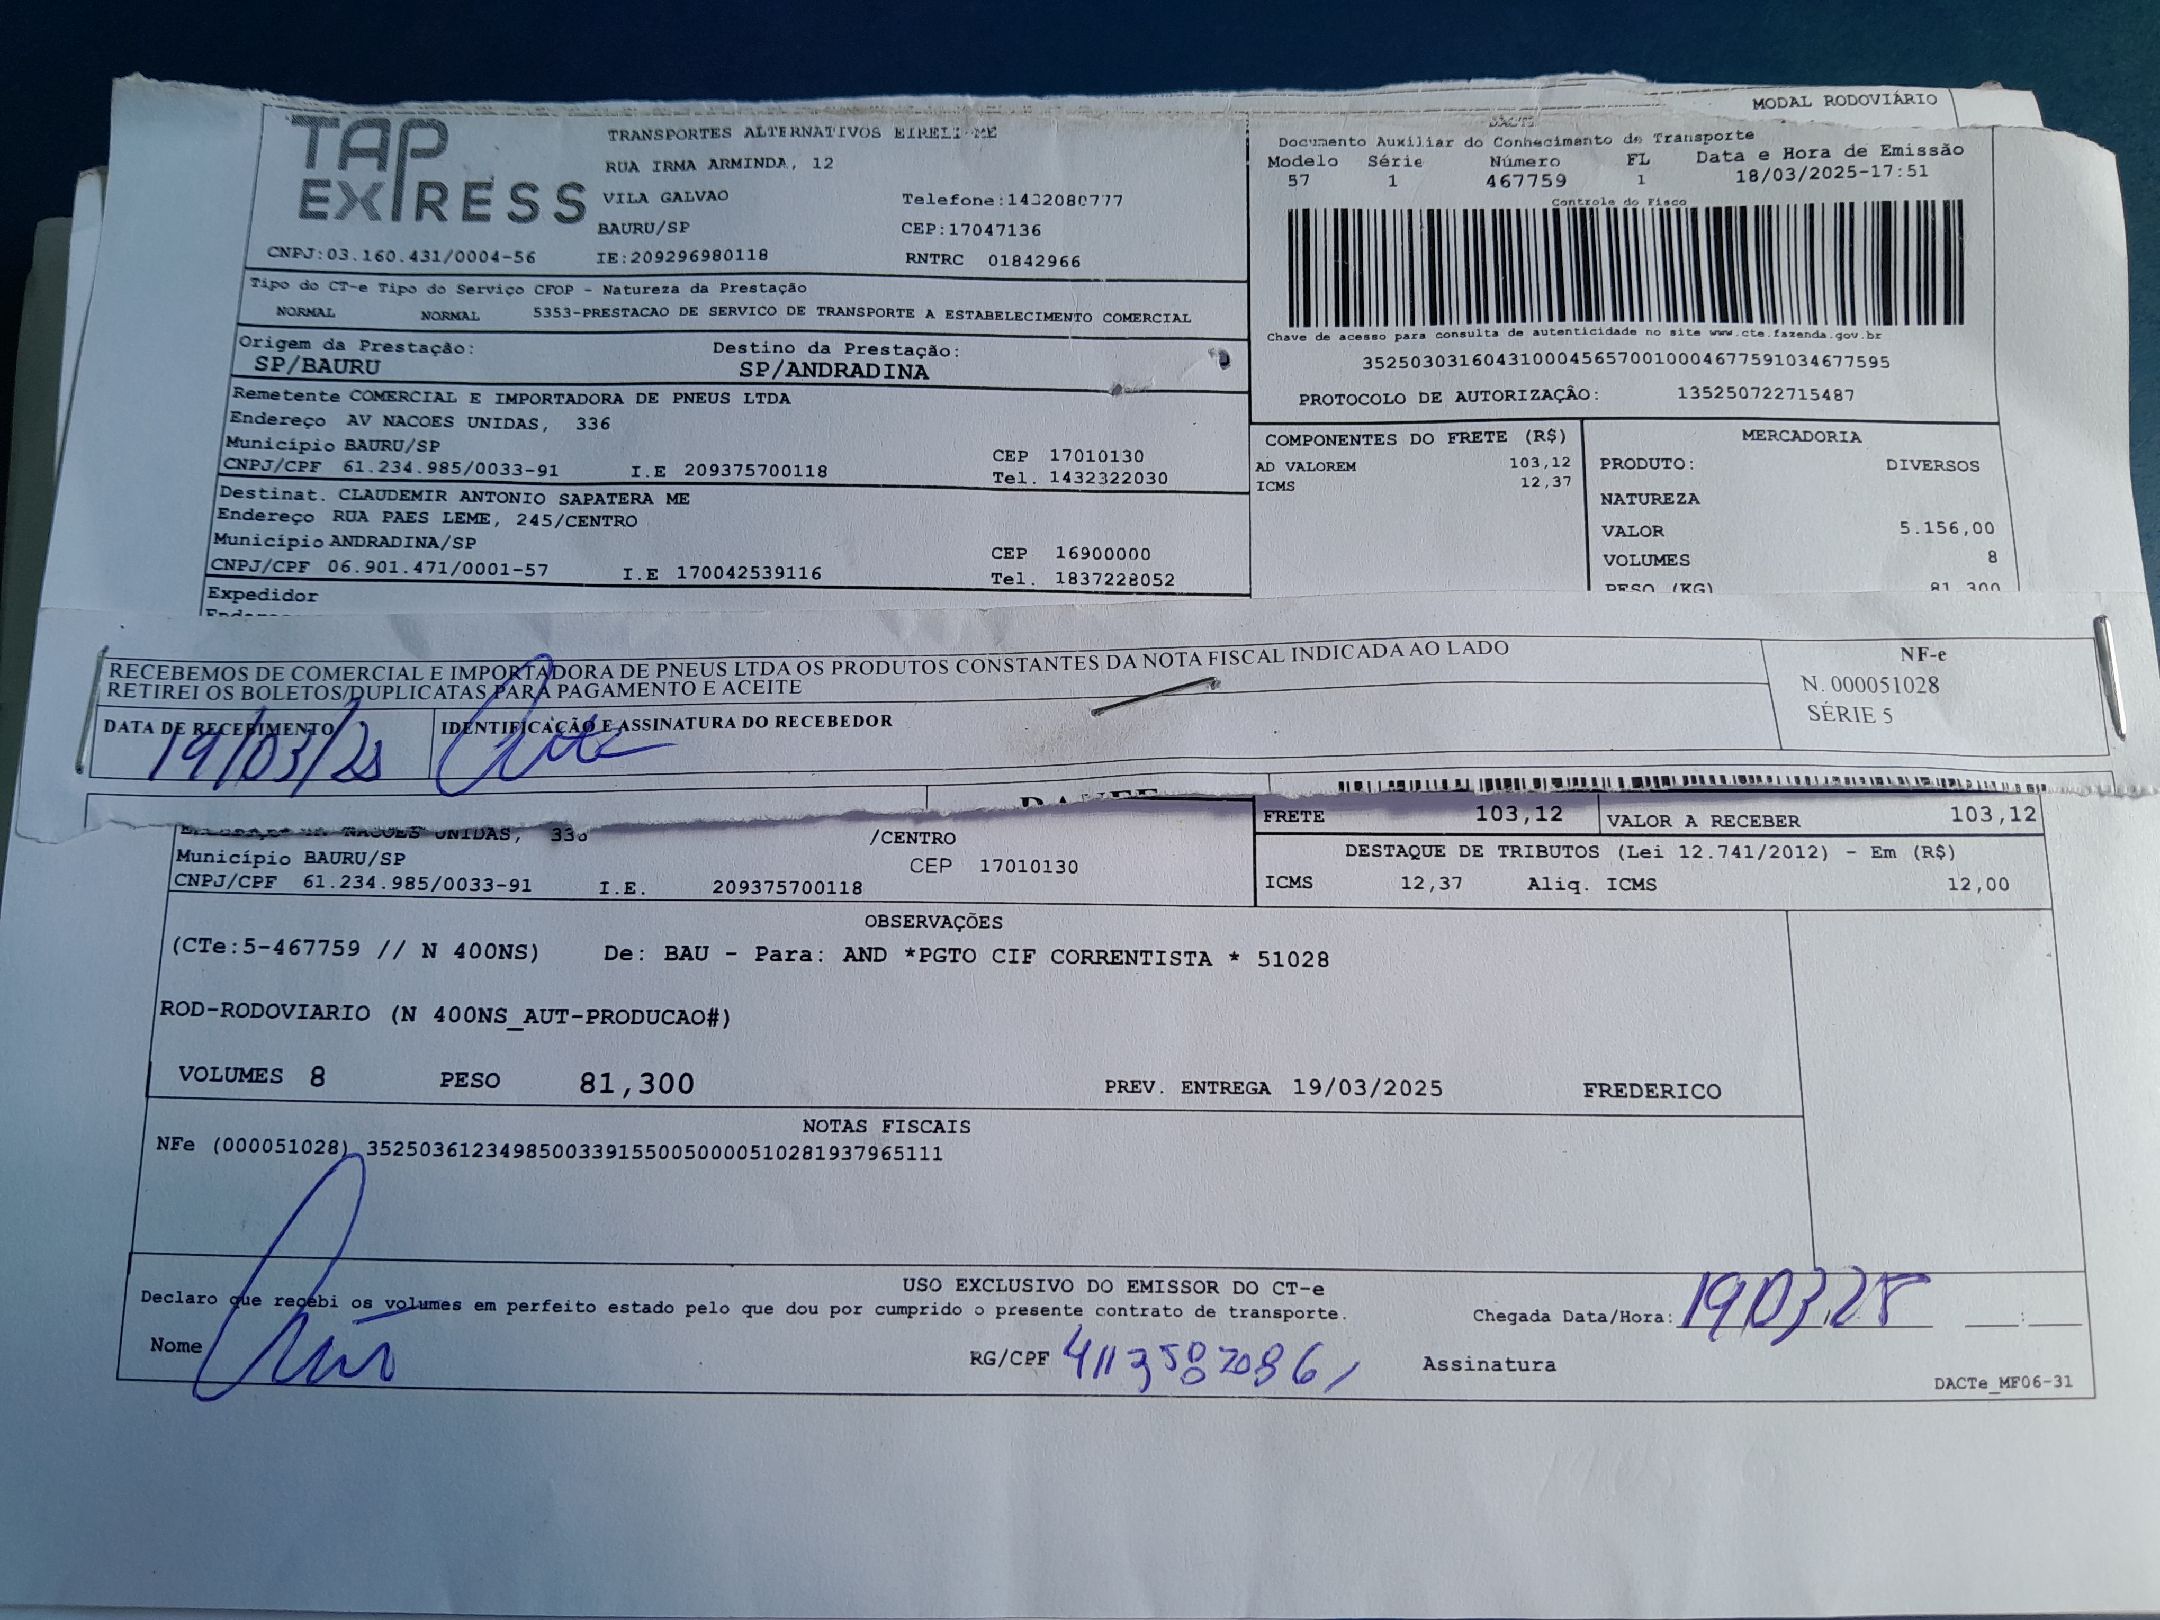 MODAL RODOVIÁRIO
TAP EXPRESS
TRANSPORTES ALTERNATIVOS EIRELI-ME
RUA IRMA ARMINDA, 12
VILA GALVAO Telefone:1432080777
BAURU/SP CEP:17047136
CNPJ:03.160.431/0004-56 IE:209296980118 RNTRC 01842966
DACTE
Documento Auxiliar do Conhecimento de Transporte
Modelo Série Número FL Data e Hora de Emissão
57 1 467759 1 18/03/2025-17:51
Controle do Fisco
Chave de acesso para consulta de autenticidade no site www.cte.fazenda.gov.br
35250303160431000456570010004677591034677595
PROTOCOLO DE AUTORIZAÇÃO: 135250722715487
Tipo do CT-e Tipo do Serviço CFOP - Natureza da Prestação
NORMAL NORMAL 5353-PRESTACAO DE SERVICO DE TRANSPORTE A ESTABELECIMENTO COMERCIAL
Origem da Prestação: Destino da Prestação:
SP/BAURU SP/ANDRADINA
Remetente COMERCIAL E IMPORTADORA DE PNEUS LTDA
Endereço AV NACOES UNIDAS, 336
Município BAURU/SP CEP 17010130
CNPJ/CPF 61.234.985/0033-91 I.E 209375700118 Tel. 1432322030
Destinat. CLAUDEMIR ANTONIO SAPATERA ME
Endereço RUA PAES LEME, 245/CENTRO
Município ANDRADINA/SP CEP 16900000
CNPJ/CPF 06.901.471/0001-57 I.E 170042539116 Tel. 1837228052
Expedidor
COMPONENTES DO FRETE (R$)
AD VALOREM 103,12
ICMS 12,37
MERCADORIA
PRODUTO: DIVERSOS
NATUREZA
VALOR 5.156,00
VOLUMES 8
PESO (KG) 81,300
RECEBEMOS DE COMERCIAL E IMPORTADORA DE PNEUS LTDA OS PRODUTOS CONSTANTES DA NOTA FISCAL INDICADA AO LADO
RETIREI OS BOLETOS/DUPLICATAS PARA PAGAMENTO E ACEITE
DATA DE RECEBIMENTO IDENTIFICAÇÃO E ASSINATURA DO RECEBEDOR
19/03/25
NF-e
N. 000051028
SÉRIE 5
NACOES UNIDAS, 336 /CENTRO
Município BAURU/SP CEP 17010130
CNPJ/CPF 61.234.985/0033-91 I.E. 209375700118
FRETE 103,12 VALOR A RECEBER 103,12
DESTAQUE DE TRIBUTOS (Lei 12.741/2012) - Em (R$)
ICMS 12,37 Aliq. ICMS 12,00
OBSERVAÇÕES
(CTe:5-467759 // N 400NS) De: BAU - Para: AND *PGTO CIF CORRENTISTA * 51028
ROD-RODOVIARIO (N 400NS_AUT-PRODUCAO#)
VOLUMES 8 PESO 81,300 PREV. ENTREGA 19/03/2025 FREDERICO
NOTAS FISCAIS
NFe (000051028) 35250361234985003391550050000510281937965111
USO EXCLUSIVO DO EMISSOR DO CT-e
Declaro que recebi os volumes em perfeito estado pelo que dou por cumprido o presente contrato de transporte. Chegada Data/Hora: 19 03 25
Nome RG/CPF Assinatura
DACTe_MF06-31